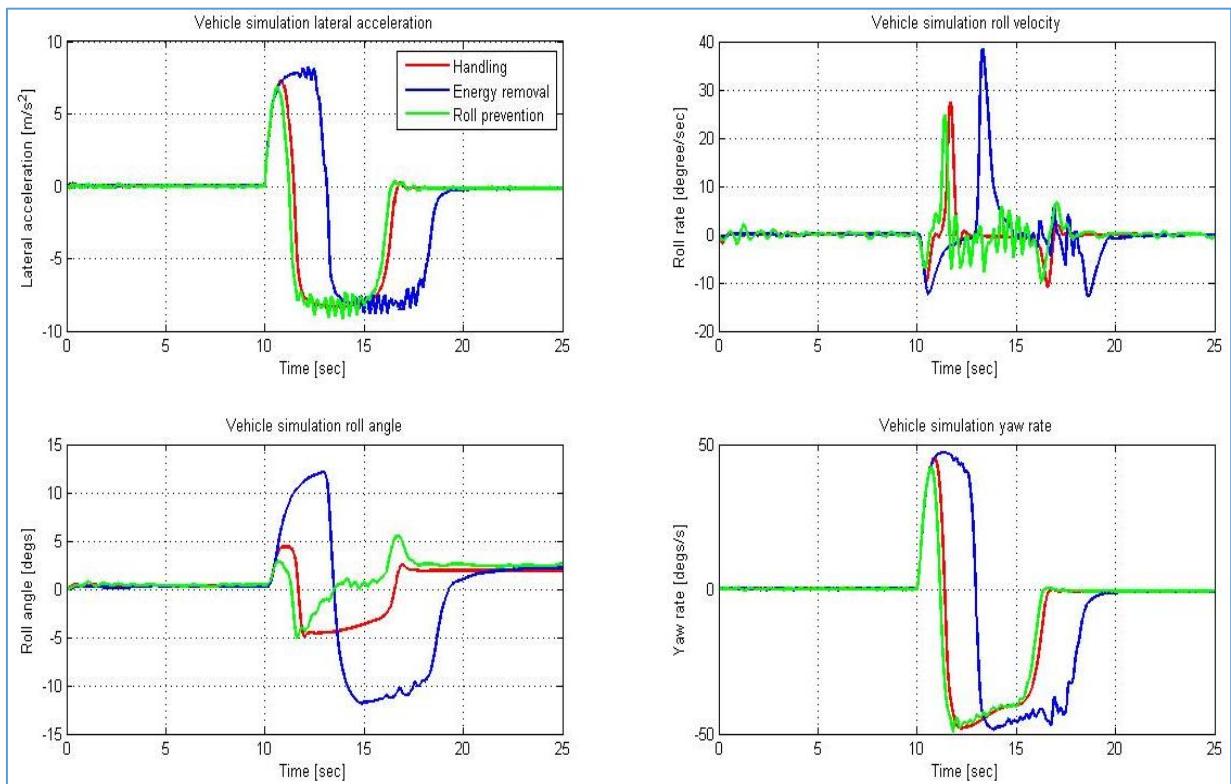 Vehicle simulation lateral acceleration
10
5
0
-5
-10
Lateral acceleration [m/s²]
Handling
Energy removal
Roll prevention
0 5 10 15 20 25
Time [sec]
Vehicle simulation roll velocity
40
30
20
10
0
-10
-20
Roll rate [degree/sec]
0 5 10 15 20 25
Time [sec]
Vehicle simulation roll angle
15
10
5
0
-5
-10
-15
Roll angle [degs]
0 5 10 15 20 25
Time [sec]
Vehicle simulation yaw rate
50
0
-50
Yaw rate [degs/s]
0 5 10 15 20 25
Time [sec]